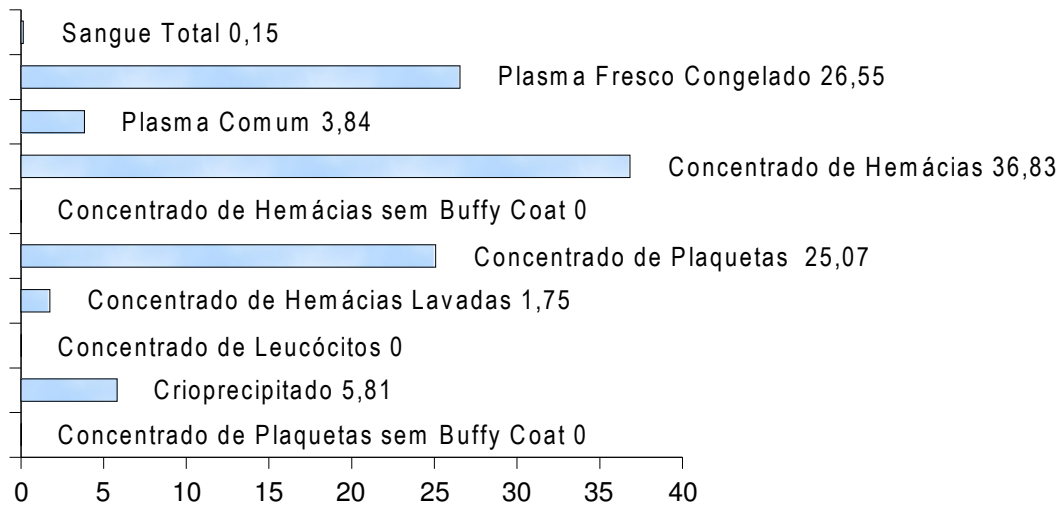 Sangue Total 0,15
Plasma Fresco Congelado 26,55
Plasma Comum 3,84
Concentrado de Hemácias 36,83
Concentrado de Hemácias sem Buffy Coat 0
Concentrado de Plaquetas 25,07
Concentrado de Hemácias Lavadas 1,75
Concentrado de Leucócitos 0
Crioprecipitado 5,81
Concentrado de Plaquetas sem Buffy Coat 0
0 5 10 15 20 25 30 35 40